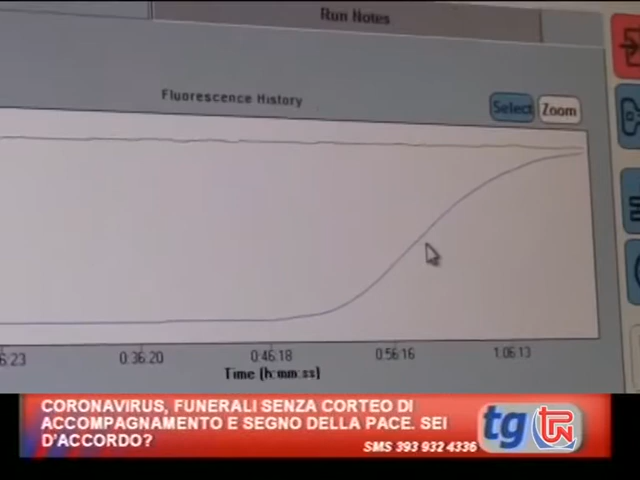 Run Notes
Fluorescence History
Select Zoom
6:23 0:36:20 0:46:18 0:56:16 1:06:13
Time (h:mm:ss)
CORONAVIRUS, FUNERALI SENZA CORTEO DI
ACCOMPAGNAMENTO E SEGNO DELLA PACE. SEI
D'ACCORDO?
SMS 393 932 4336
tg TRN